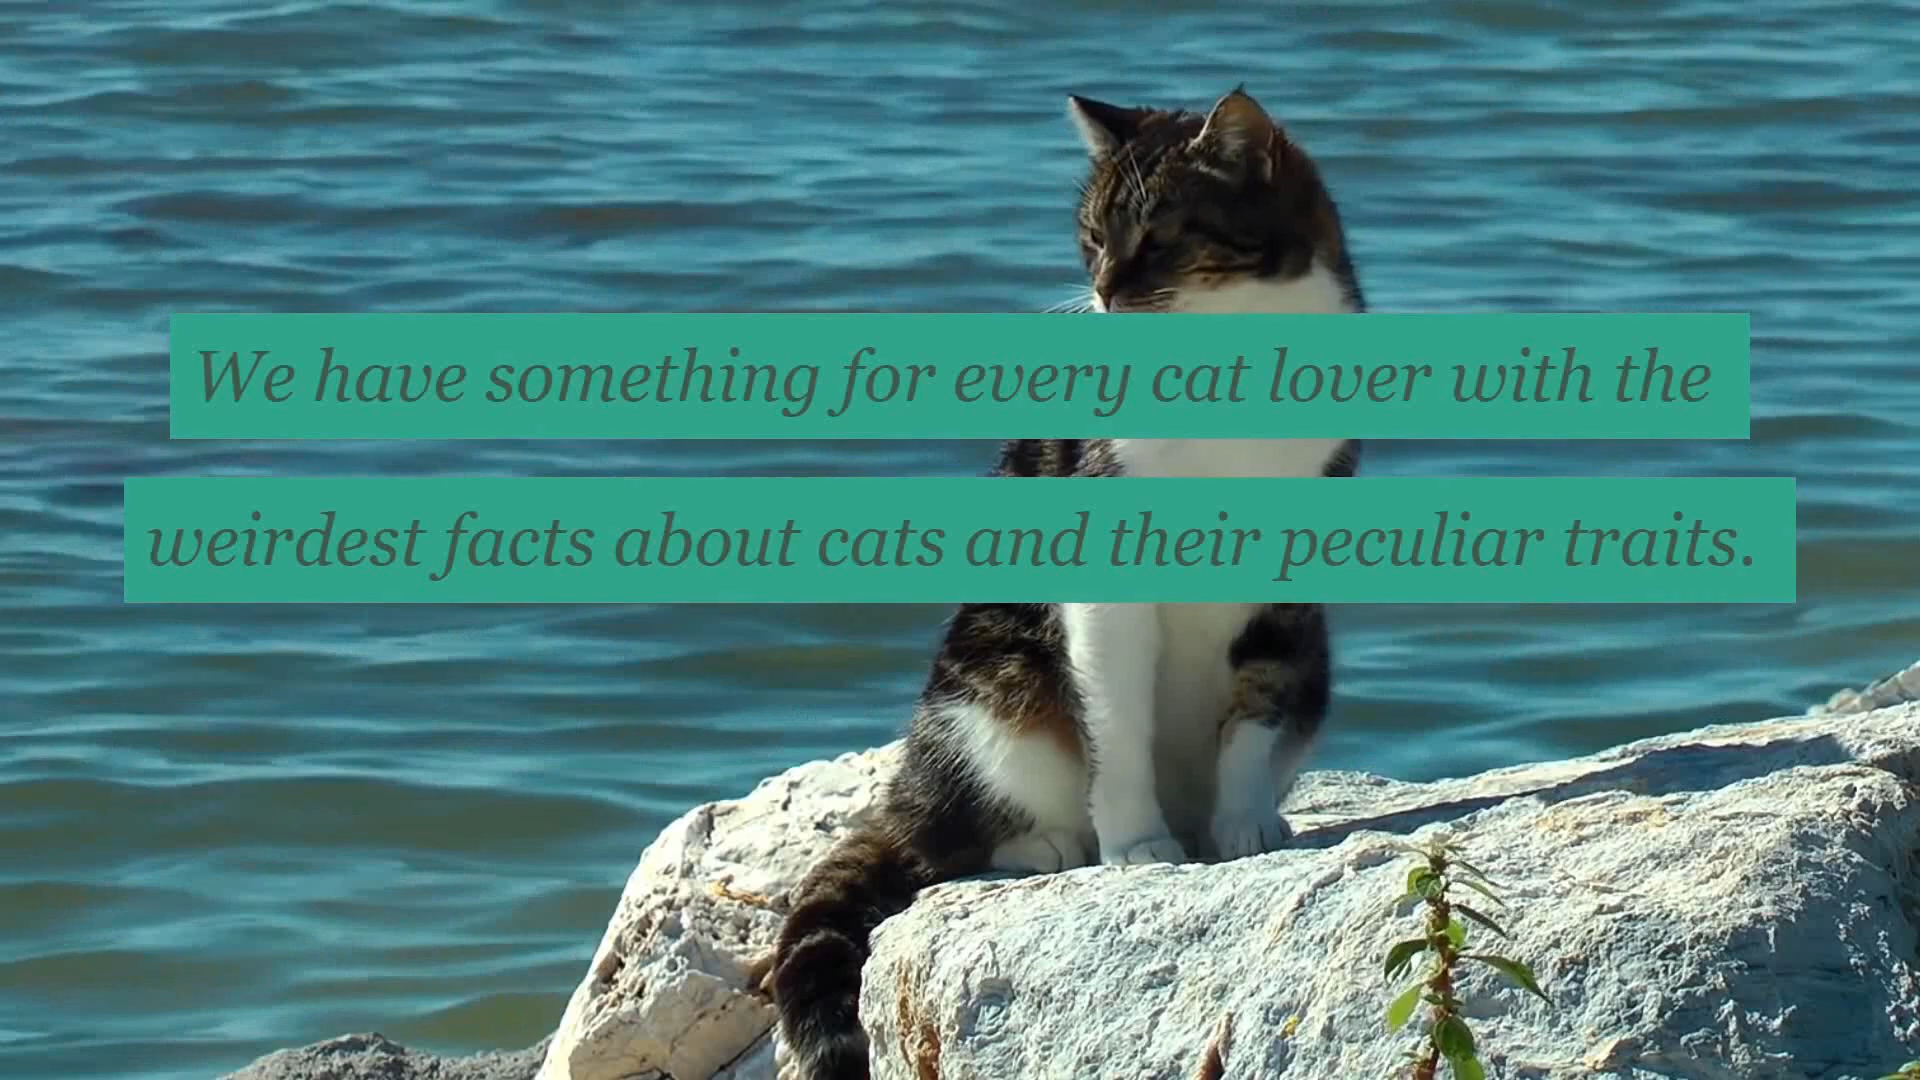 We have something for every cat lover with the
weirdest facts about cats and their peculiar traits.